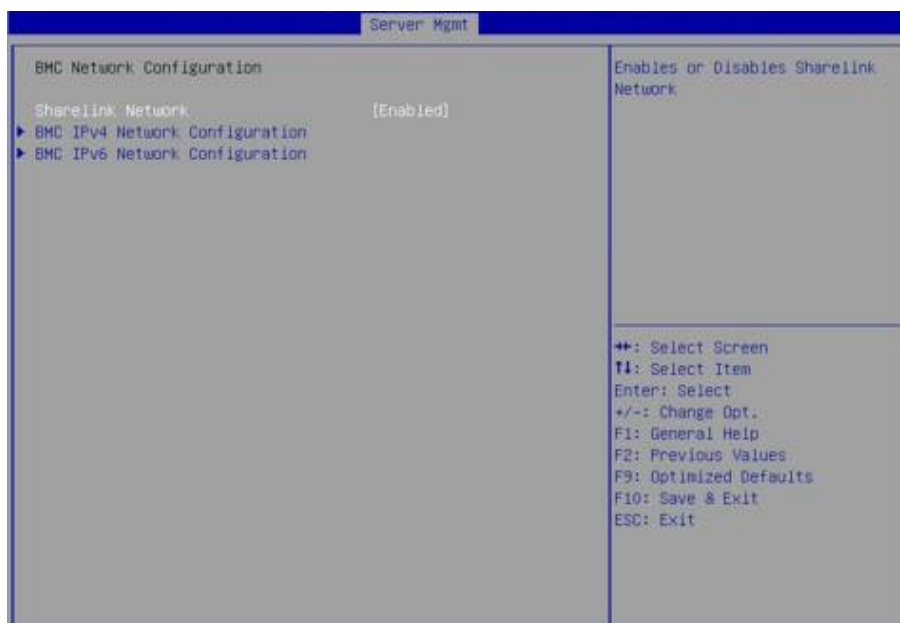 Server Mgmt
BMC Network Configuration
Sharelink Network [Enabled]
BMC IPv4 Network Configuration
BMC IPv6 Network Configuration
Enables or Disables Sharelink
Network
→←: Select Screen
↑↓: Select Item
Enter: Select
+/-: Change Opt.
F1: General Help
F2: Previous Values
F9: Optimized Defaults
F10: Save & Exit
ESC: Exit